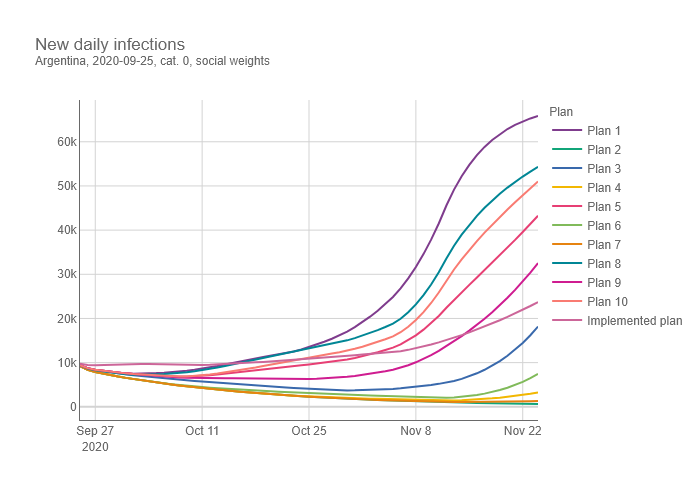 New daily infections
Argentina, 2020-09-25, cat. 0, social weights
Plan
Plan 1
Plan 2
Plan 3
Plan 4
Plan 5
Plan 6
Plan 7
Plan 8
Plan 9
Plan 10
Implemented plan
60k
50k
40k
30k
20k
10k
0
Sep 27 Oct 11 Oct 25 Nov 8 Nov 22
2020